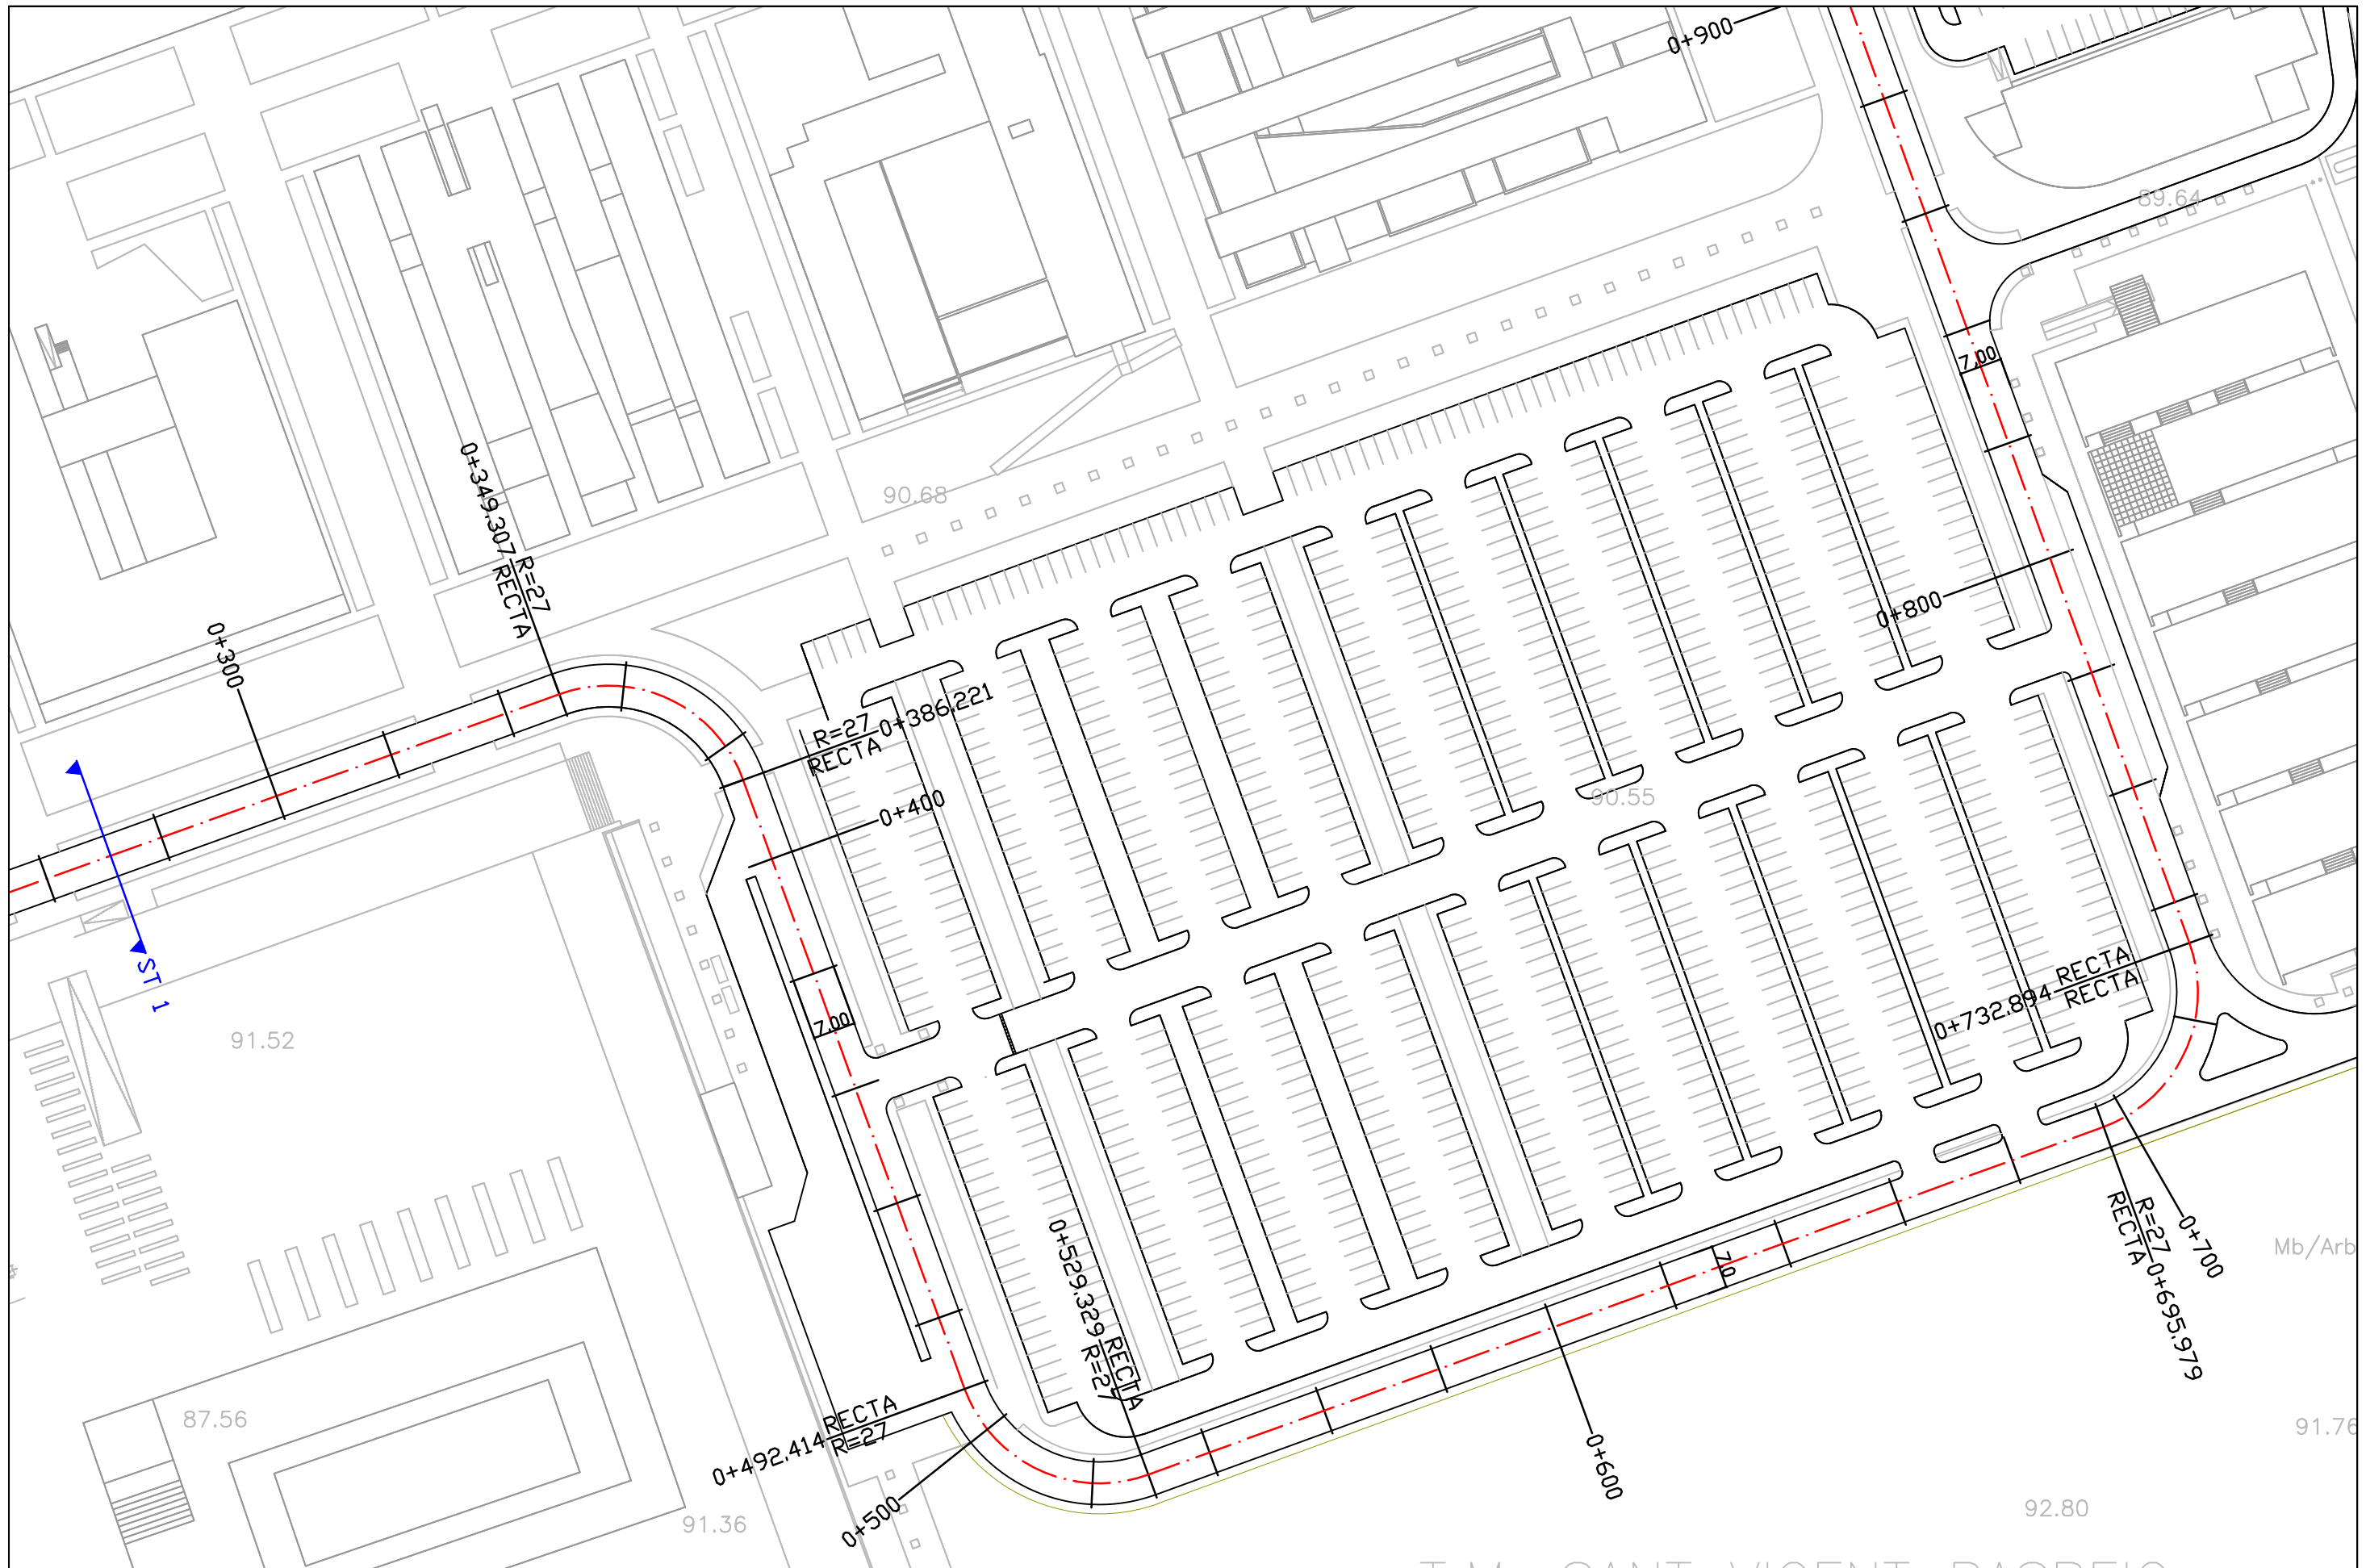 0+900
89.64
7,00
90.68
0+349.307
R=27
RECTA
0+300
0+800
R=27
RECTA
0+386.221
0+400
90.55
ST 1
91.52
7,00
0+732.894
RECTA
RECTA
0+529.329
RECTA
R=27
7,0
R=27
RECTA
0+695.979
0+700
Mb/Arb
87.56
0+492.414
RECTA
R=27
0+500
0+600
91.36
91.76
92.80